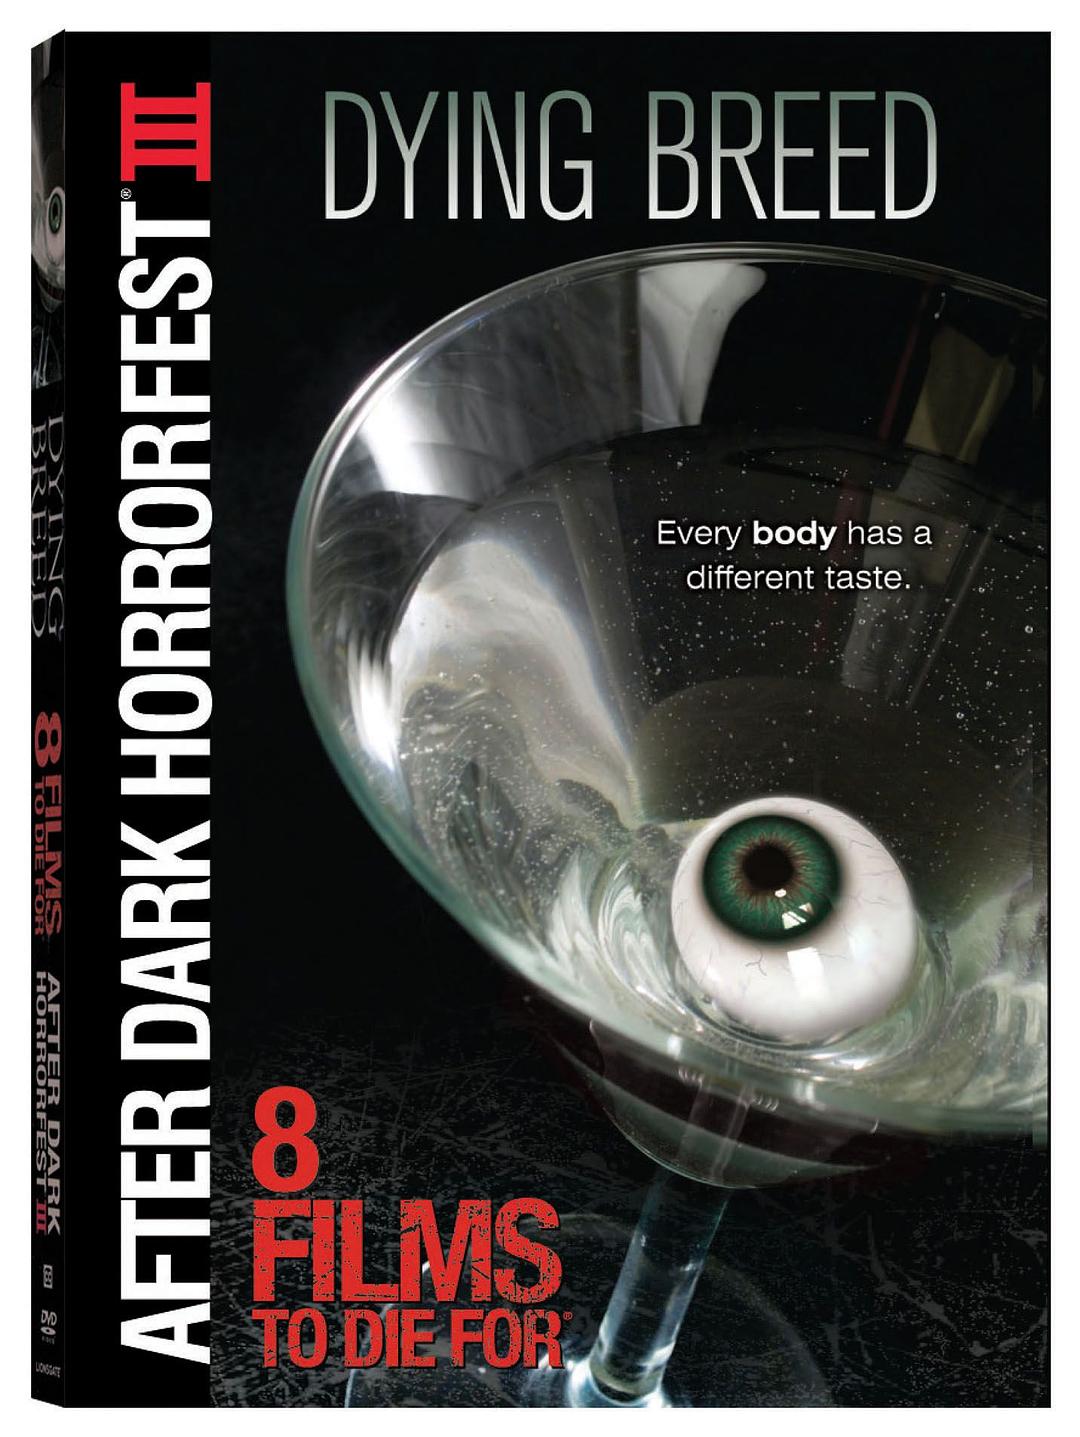 DYING BREED
AFTER DARK HORRORFEST® III
Every body has a
different taste.
8
FILMS
TO DIE FOR®
DYING
BREED
8 FILMS
TO DIE FOR
AFTER DARK
HORRORFEST III
DVD
VIDEO
LIONSGATE